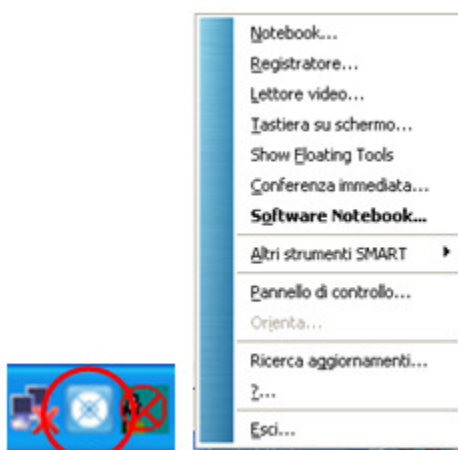 Notebook...
Registratore...
Lettore video...
Tastiera su schermo...
Show Floating Tools
Conferenza immediata...
Software Notebook...
Altri strumenti SMART
Pannello di controllo...
Orienta...
Ricerca aggiornamenti...
?...
Esci...